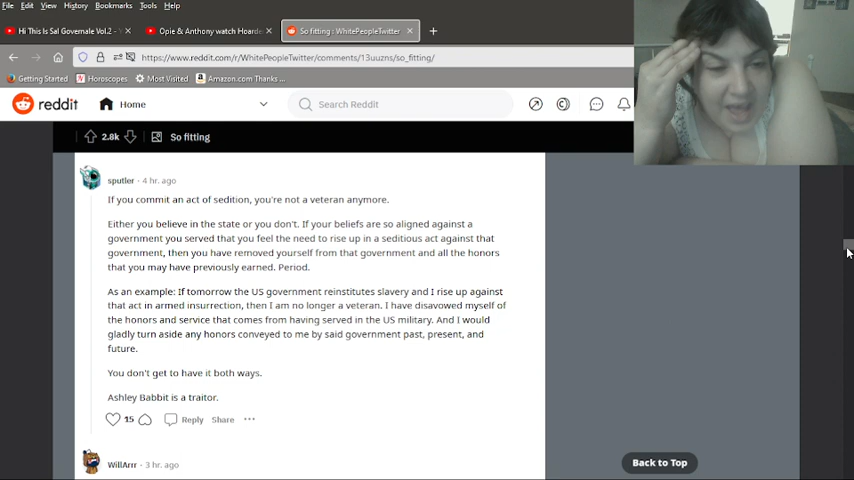 File Edit View History Bookmarks Tools Help
Hi This Is Sal Governale Vol.2 - Y
Opie & Anthony watch Hoarde
So fitting : WhitePeopleTwitter
https://www.reddit.com/r/WhitePeopleTwitter/comments/13uuzns/so_fitting/
Getting Started Horoscopes Most Visited Amazon.com Thanks ...
reddit Home Search Reddit
2.8k So fitting
sputler · 4 hr. ago
If you commit an act of sedition, you're not a veteran anymore.
Either you believe in the state or you don't. If your beliefs are so aligned against a
government you served that you feel the need to rise up in a seditious act against that
government, then you have removed yourself from that government and all the honors
that you may have previously earned. Period.
As an example: If tomorrow the US government reinstitutes slavery and I rise up against
that act in armed insurrection, then I am no longer a veteran. I have disavowed myself of
the honors and service that comes from having served in the US military. And I would
gladly turn aside any honors conveyed to me by said government past, present, and
future.
You don't get to have it both ways.
Ashley Babbit is a traitor.
15 Reply Share ···
WillArrr · 3 hr. ago
Back to Top